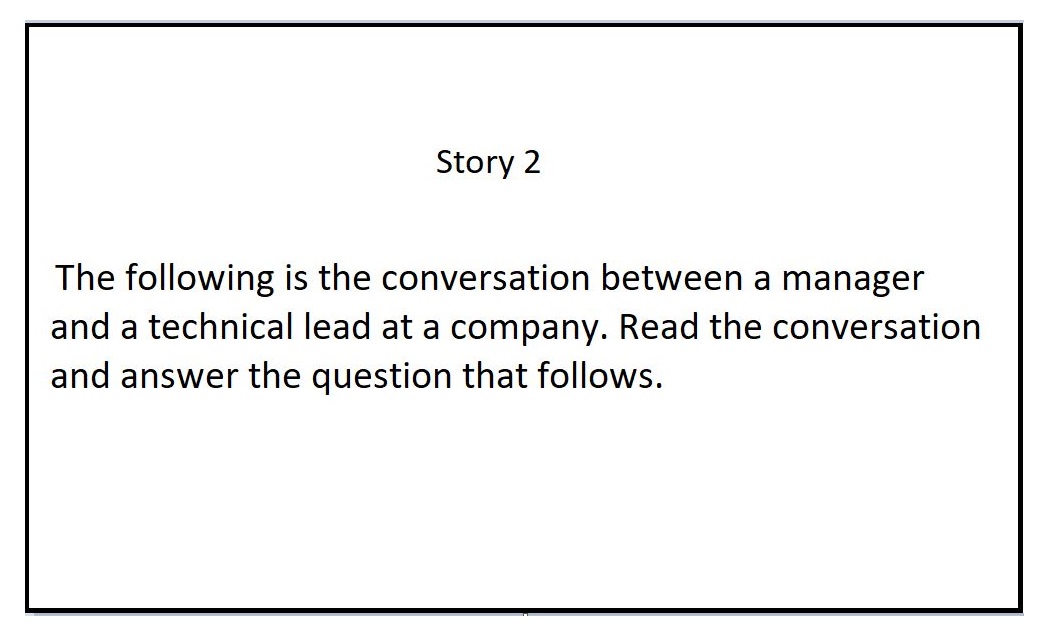 Story 2
The following is the conversation between a manager
and a technical lead at a company. Read the conversation
and answer the question that follows.